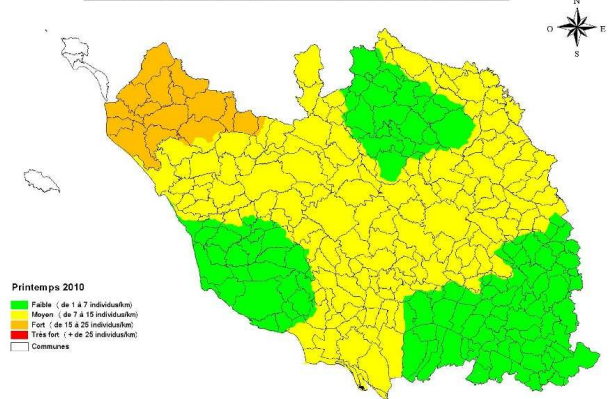 N
O E
S
Printemps 2010
Faible ( de 1 à 7 individus/km)
Moyen ( de 7 à 15 individus/km)
Fort ( de 15 à 25 individus/km)
Très fort ( + de 25 individus/km)
Communes